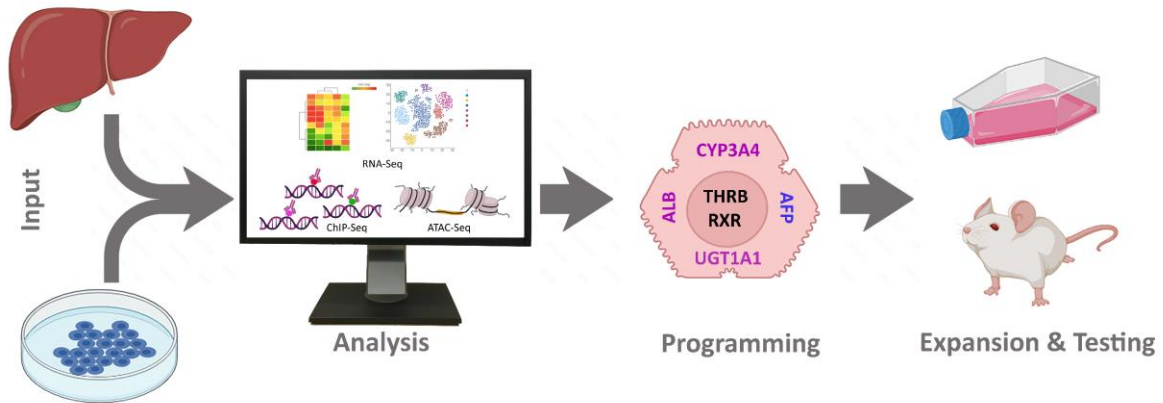 Input
RNA-Seq
ChIP-Seq
ATAC-Seq
Analysis
CYP3A4
ALB
THRB
RXR
AFP
UGT1A1
Programming
Expansion & Testing